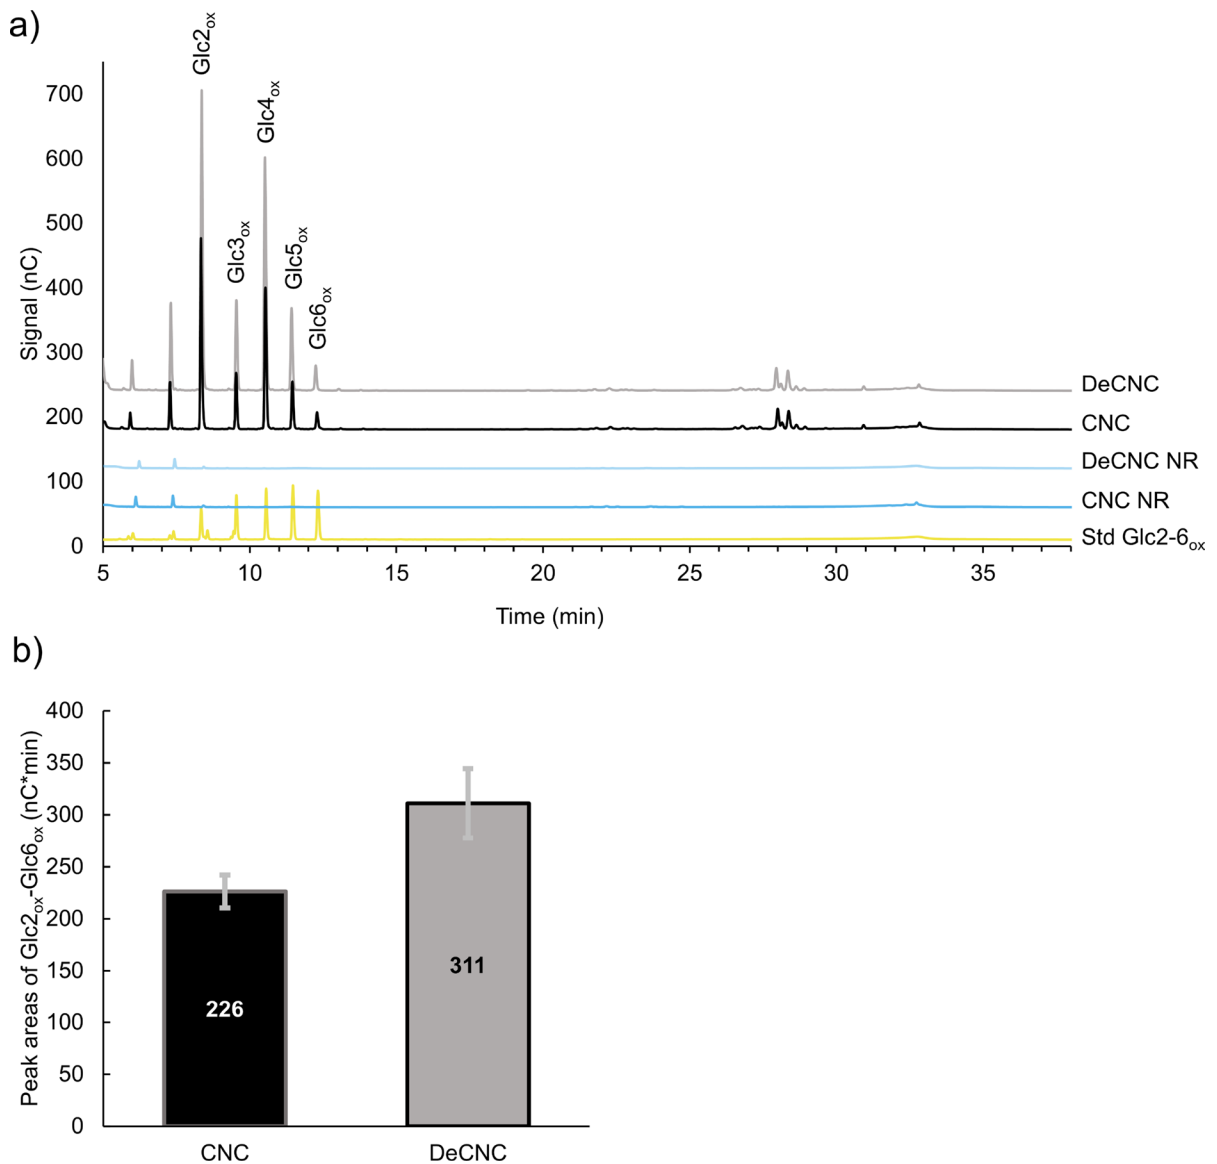 a)
Glc2ox
Glc4ox
Glc3ox
Glc5ox
Glc6ox
Signal (nC)
700
600
500
400
300
200
100
0
DeCNC
CNC
DeCNC NR
CNC NR
Std Glc2-6ox
5 10 15 20 25 30 35
Time (min)
b)
Peak areas of Glc2ox-Glc6ox (nC*min)
400
350
300
250
200
150
100
50
0
226
311
CNC DeCNC